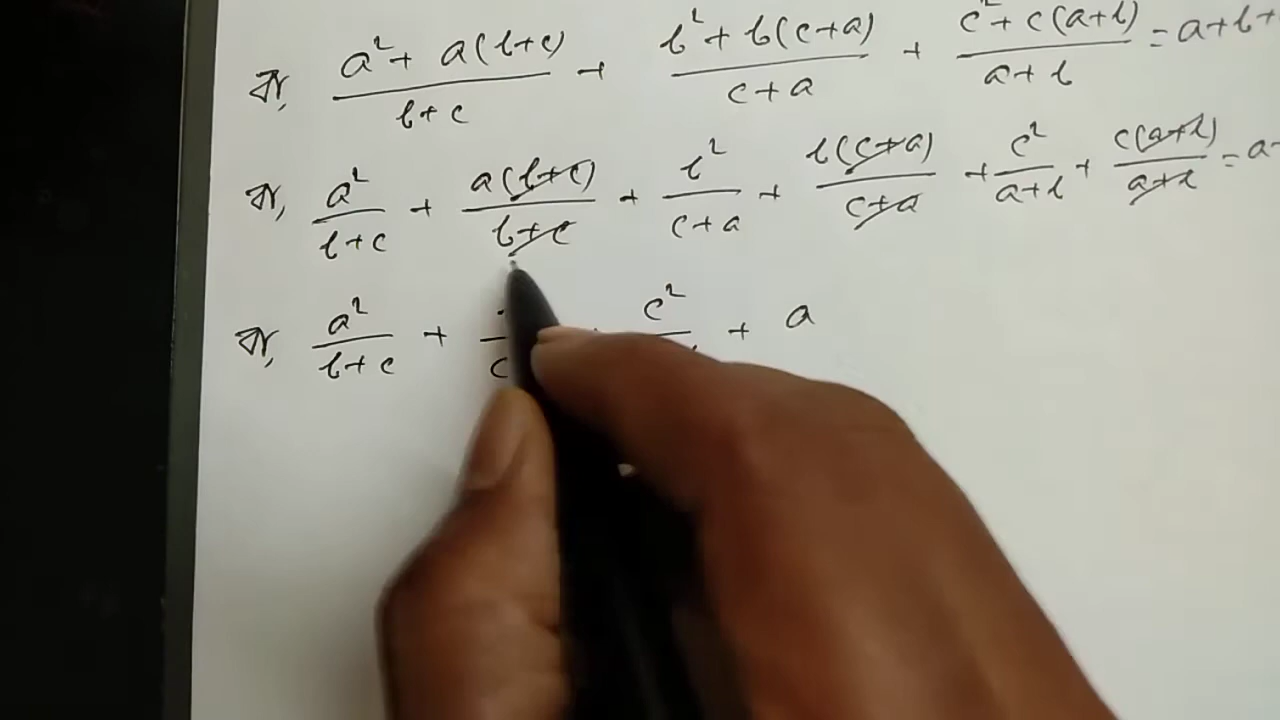 বা, (a² + a(b+c))/(b+c) + (b² + b(c+a))/(c+a) + (c² + c(a+b))/(a+b) = a+b+
বা, a²/(b+c) + a(b+c)/(b+c) + b²/(c+a) + b(c+a)/(c+a) + c²/(a+b) + c(a+b)/(a+b) = a+
বা, a²/(b+c) + c c² + a